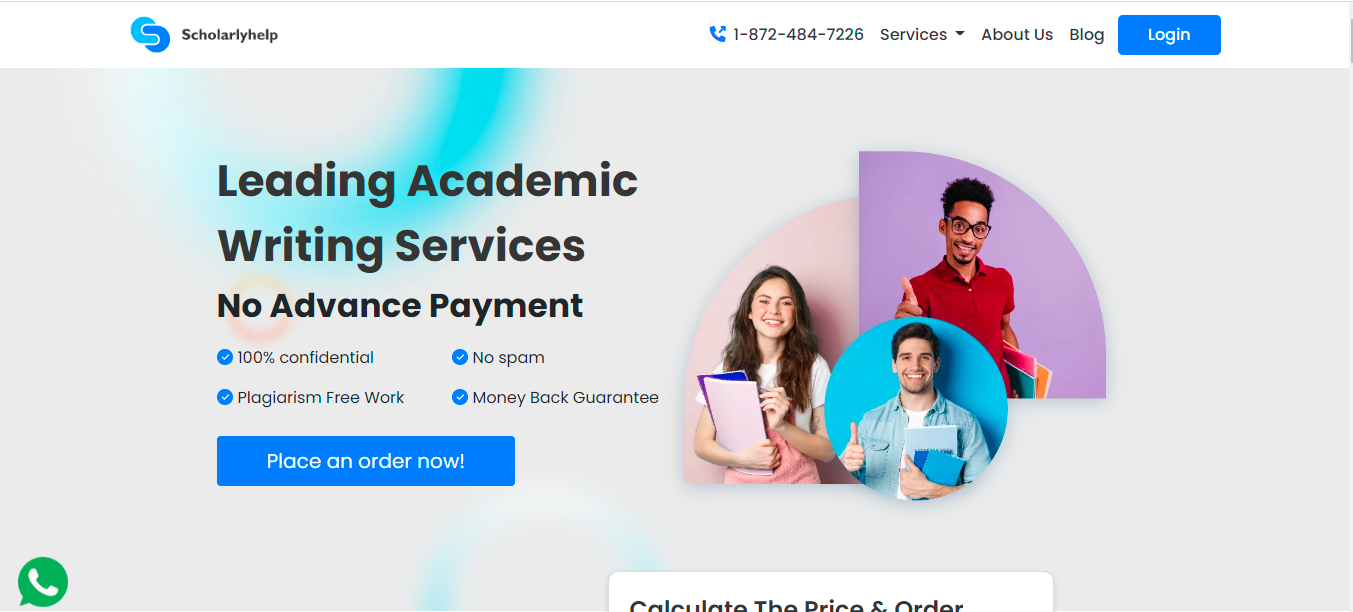 Scholarlyhelp
1-872-484-7226
Services
About Us
Blog
Login
Leading Academic
Writing Services
No Advance Payment
100% confidential
No spam
Plagiarism Free Work
Money Back Guarantee
Place an order now!
Calculate The Price & Order